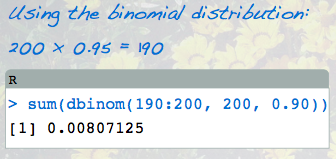 Using the binomial distribution:
200 × 0.95 = 190
R
> sum(dbinom(190:200, 200, 0.90))
[1] 0.00807125